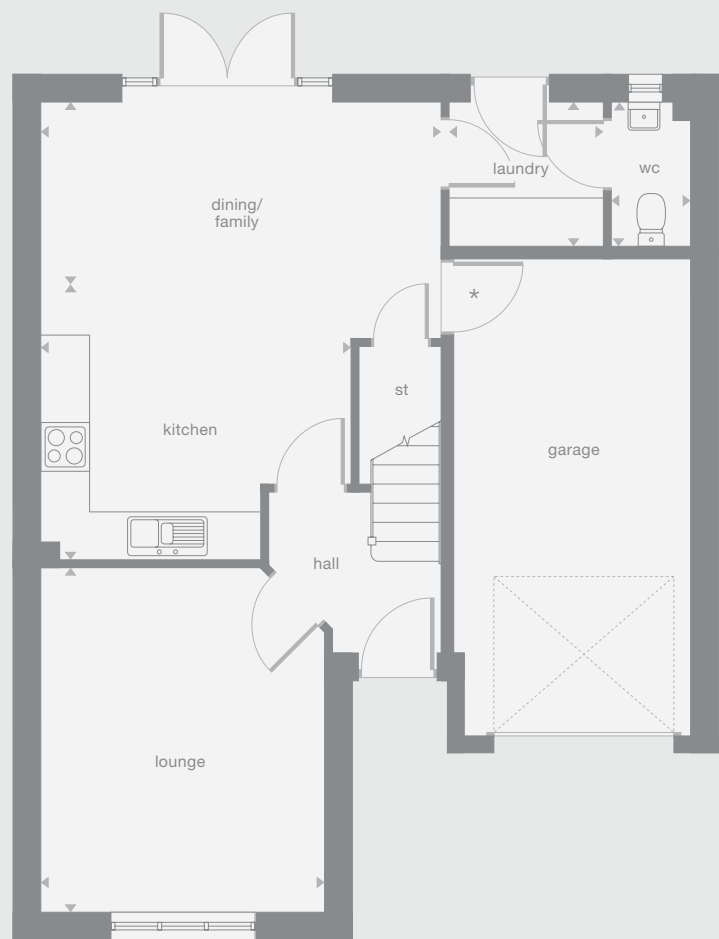 laundry
wc
dining/
family
*
st
kitchen
garage
hall
lounge